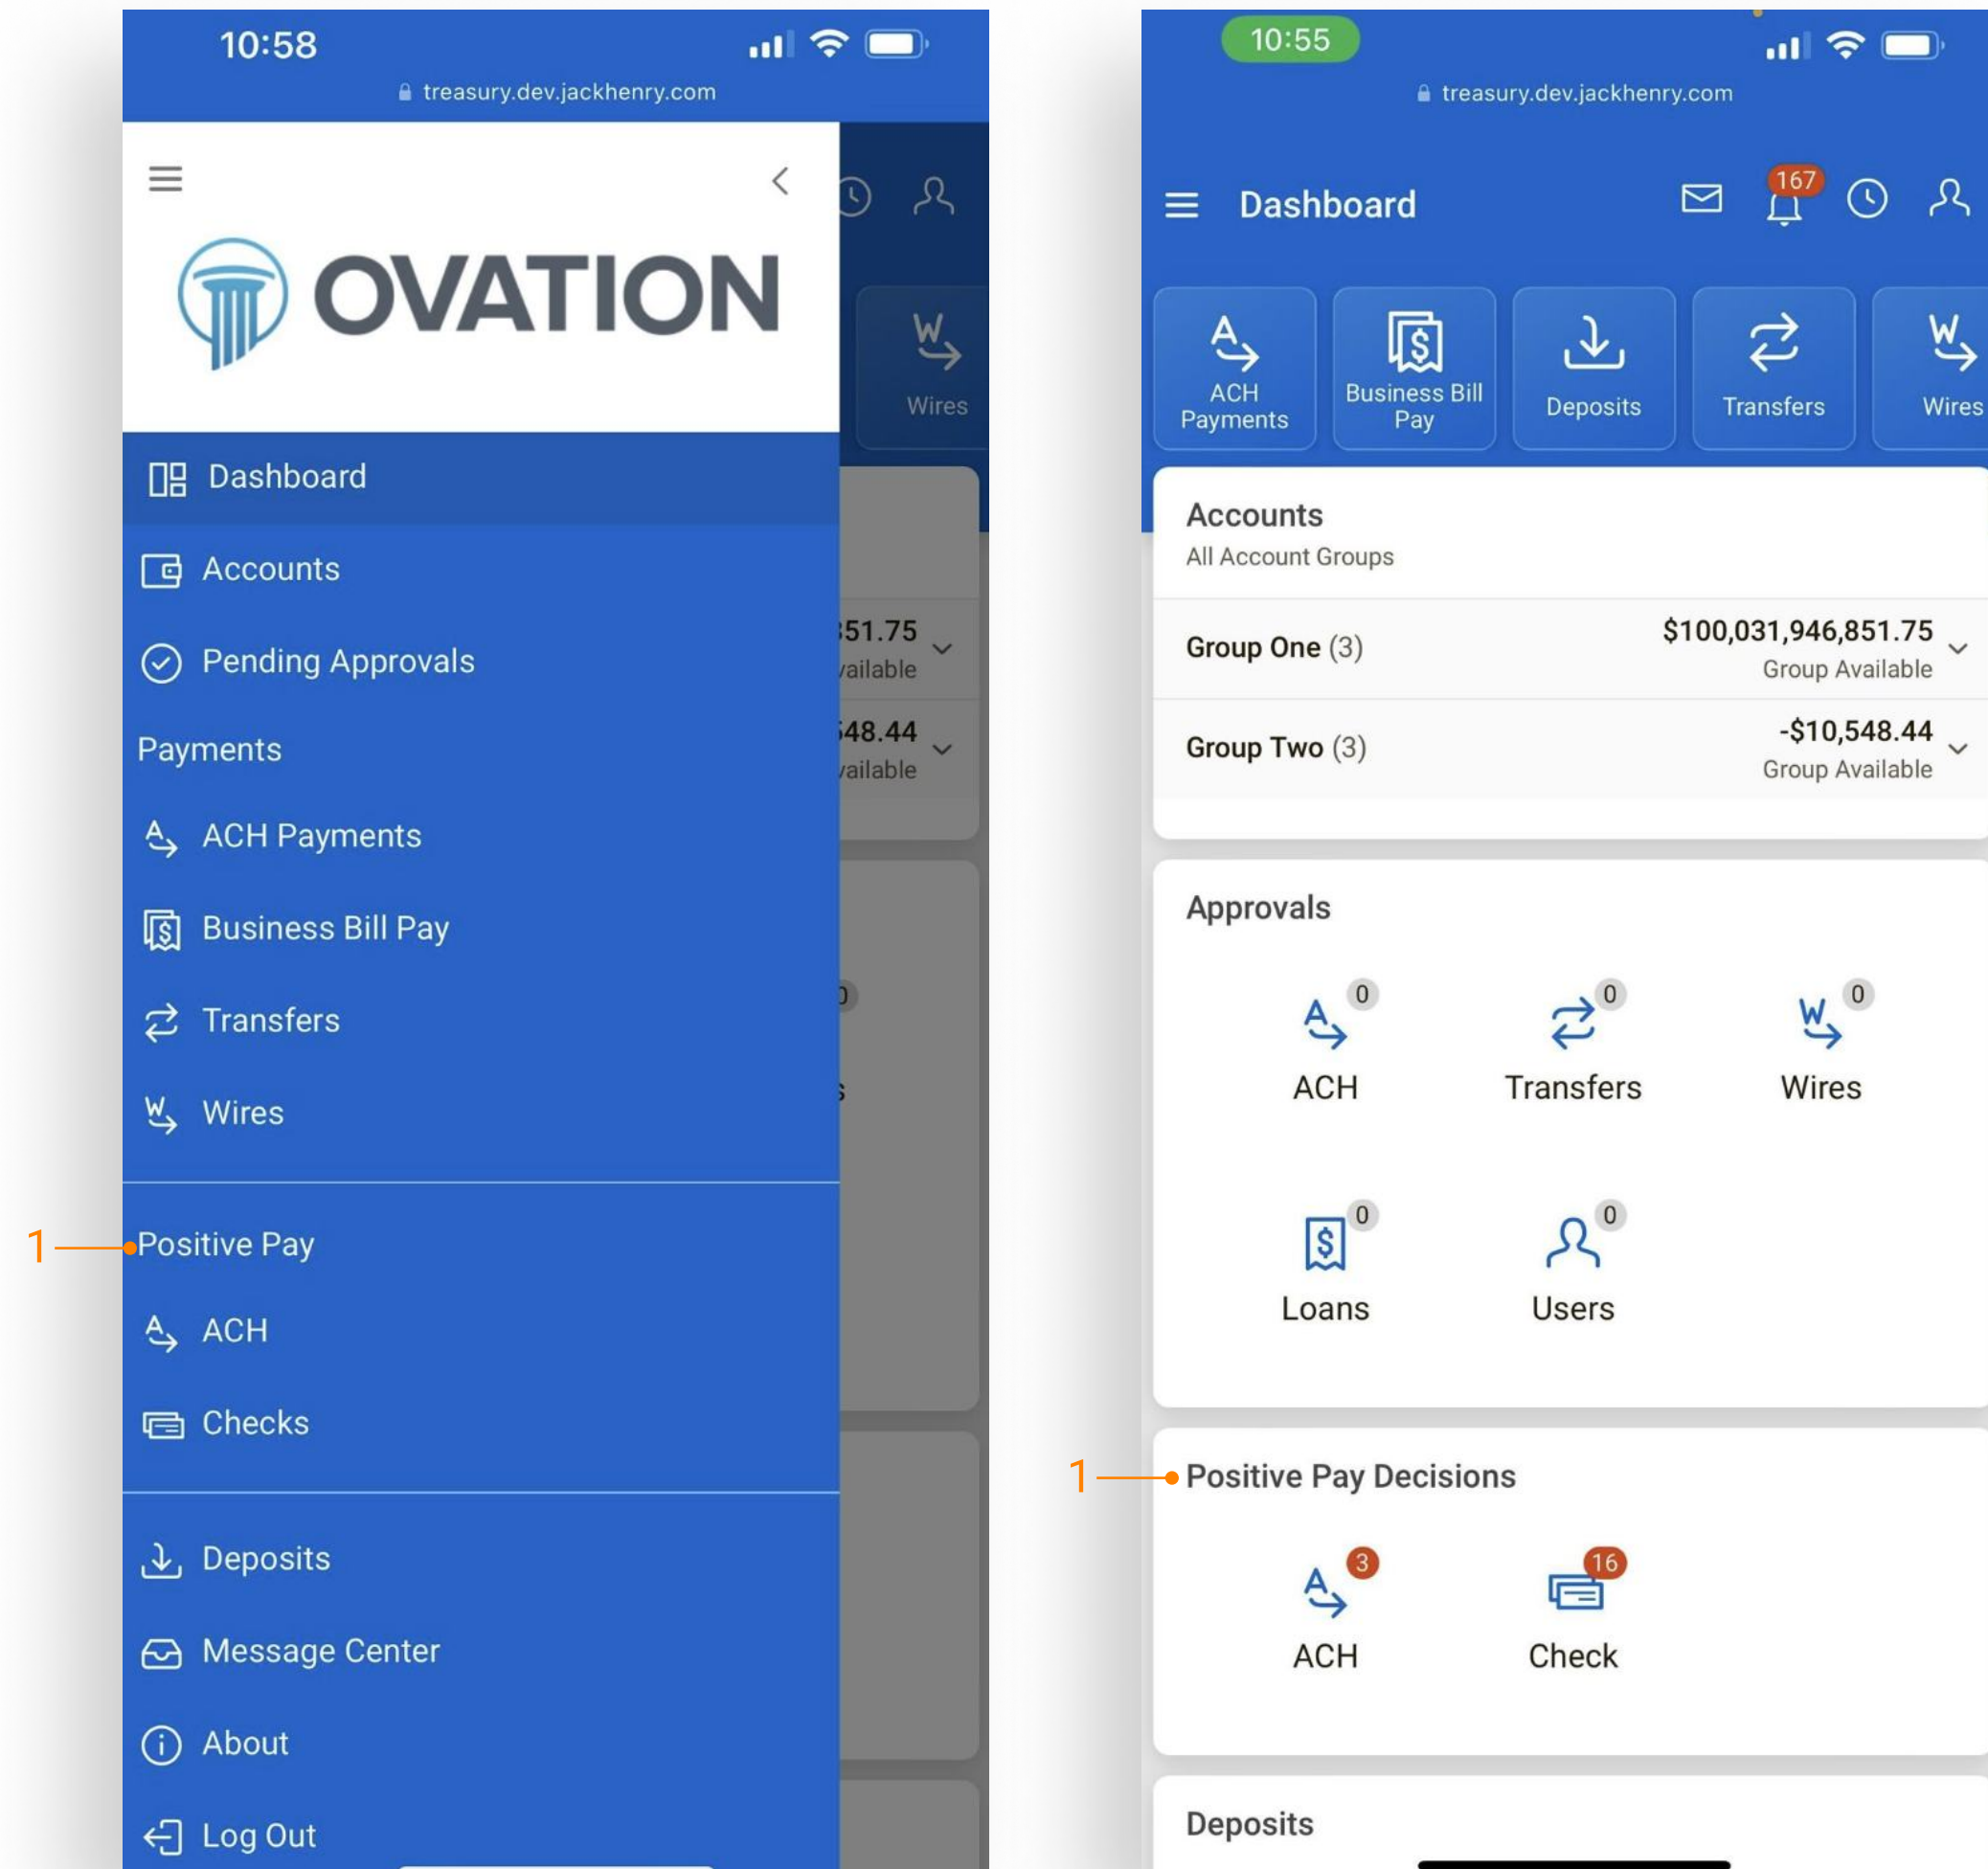 10:58
treasury.dev.jackhenry.com
OVATION
Wires
Dashboard
Accounts
Pending Approvals
51.75
Payments
48.44
ACH Payments
Business Bill Pay
Transfers
Wires
1
Positive Pay
ACH
Checks
Deposits
Message Center
About
Log Out
10:55
treasury.dev.jackhenry.com
Dashboard
167
ACH
Payments
Business Bill
Pay
Deposits
Transfers
Wires
Accounts
All Account Groups
Group One (3)
$100,031,946,851.75
Group Available
Group Two (3)
-$10,548.44
Group Available
Approvals
0
0
0
ACH
Transfers
Wires
0
0
Loans
Users
1
Positive Pay Decisions
3
16
ACH
Check
Deposits